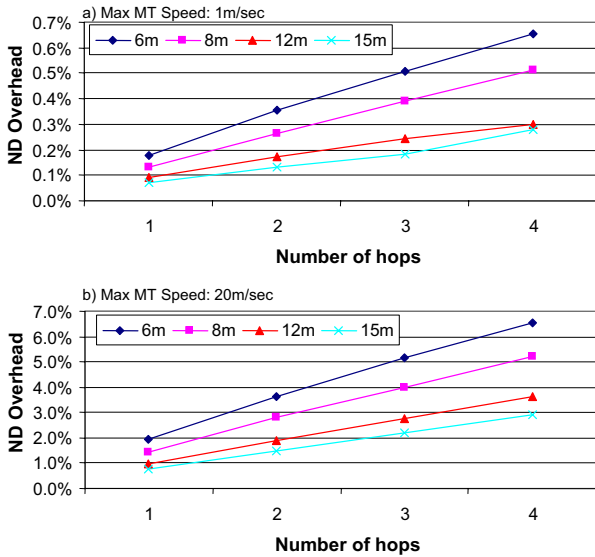 a) Max MT Speed: 1m/sec
6m 8m 12m 15m
ND Overhead
0.7%
0.6%
0.5%
0.4%
0.3%
0.2%
0.1%
0.0%
1 2 3 4
Number of hops
b) Max MT Speed: 20m/sec
6m 8m 12m 15m
ND Overhead
7.0%
6.0%
5.0%
4.0%
3.0%
2.0%
1.0%
0.0%
1 2 3 4
Number of hops